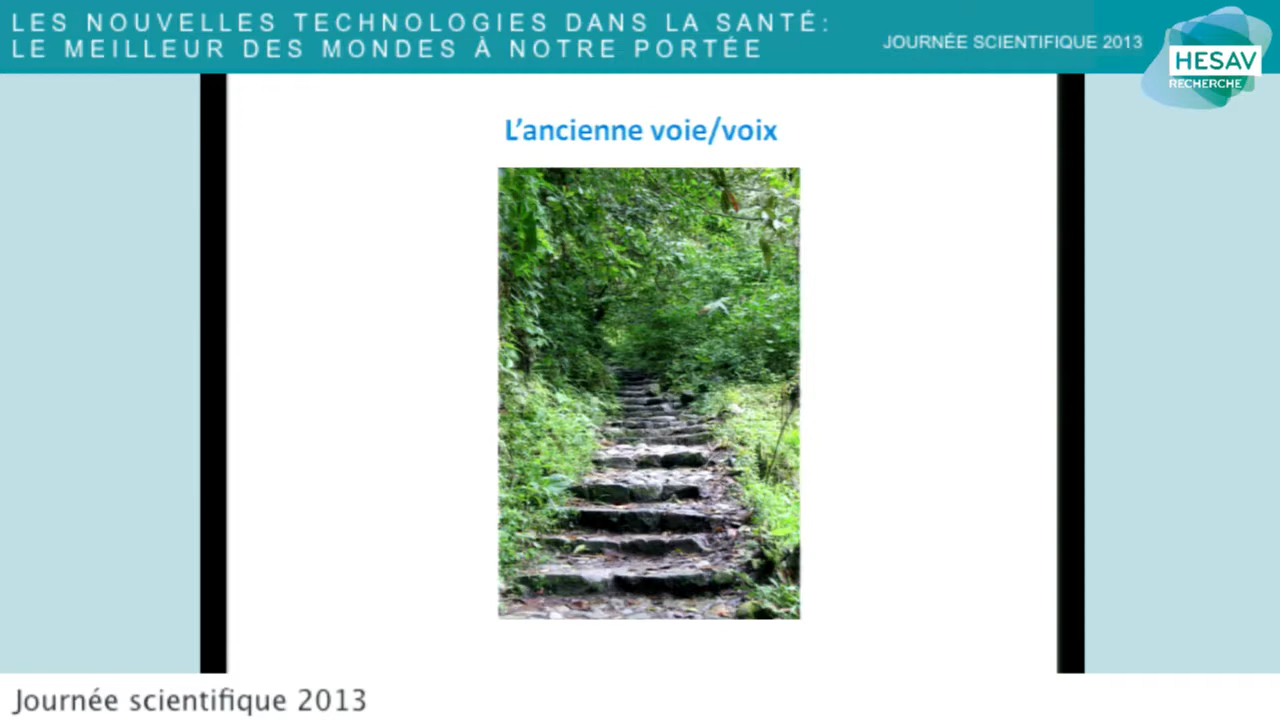 LES NOUVELLES TECHNOLOGIES DANS LA SANTÉ:
LE MEILLEUR DES MONDES À NOTRE PORTÉE
JOURNÉE SCIENTIFIQUE 2013
HESAV
RECHERCHE
L'ancienne voie/voix
Journée scientifique 2013